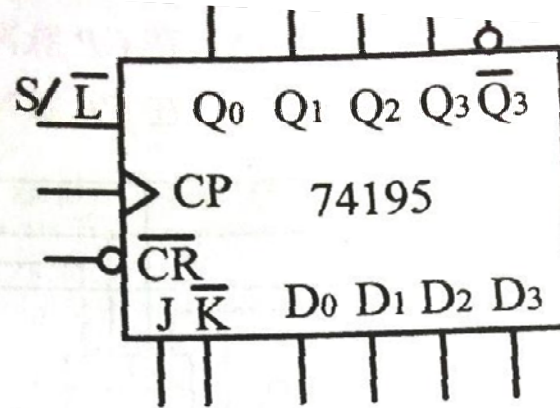 S/L̅ Q0 Q1 Q2 Q3 Q̅3
CP 74195
C̅R̅
J K̅ D0 D1 D2 D3